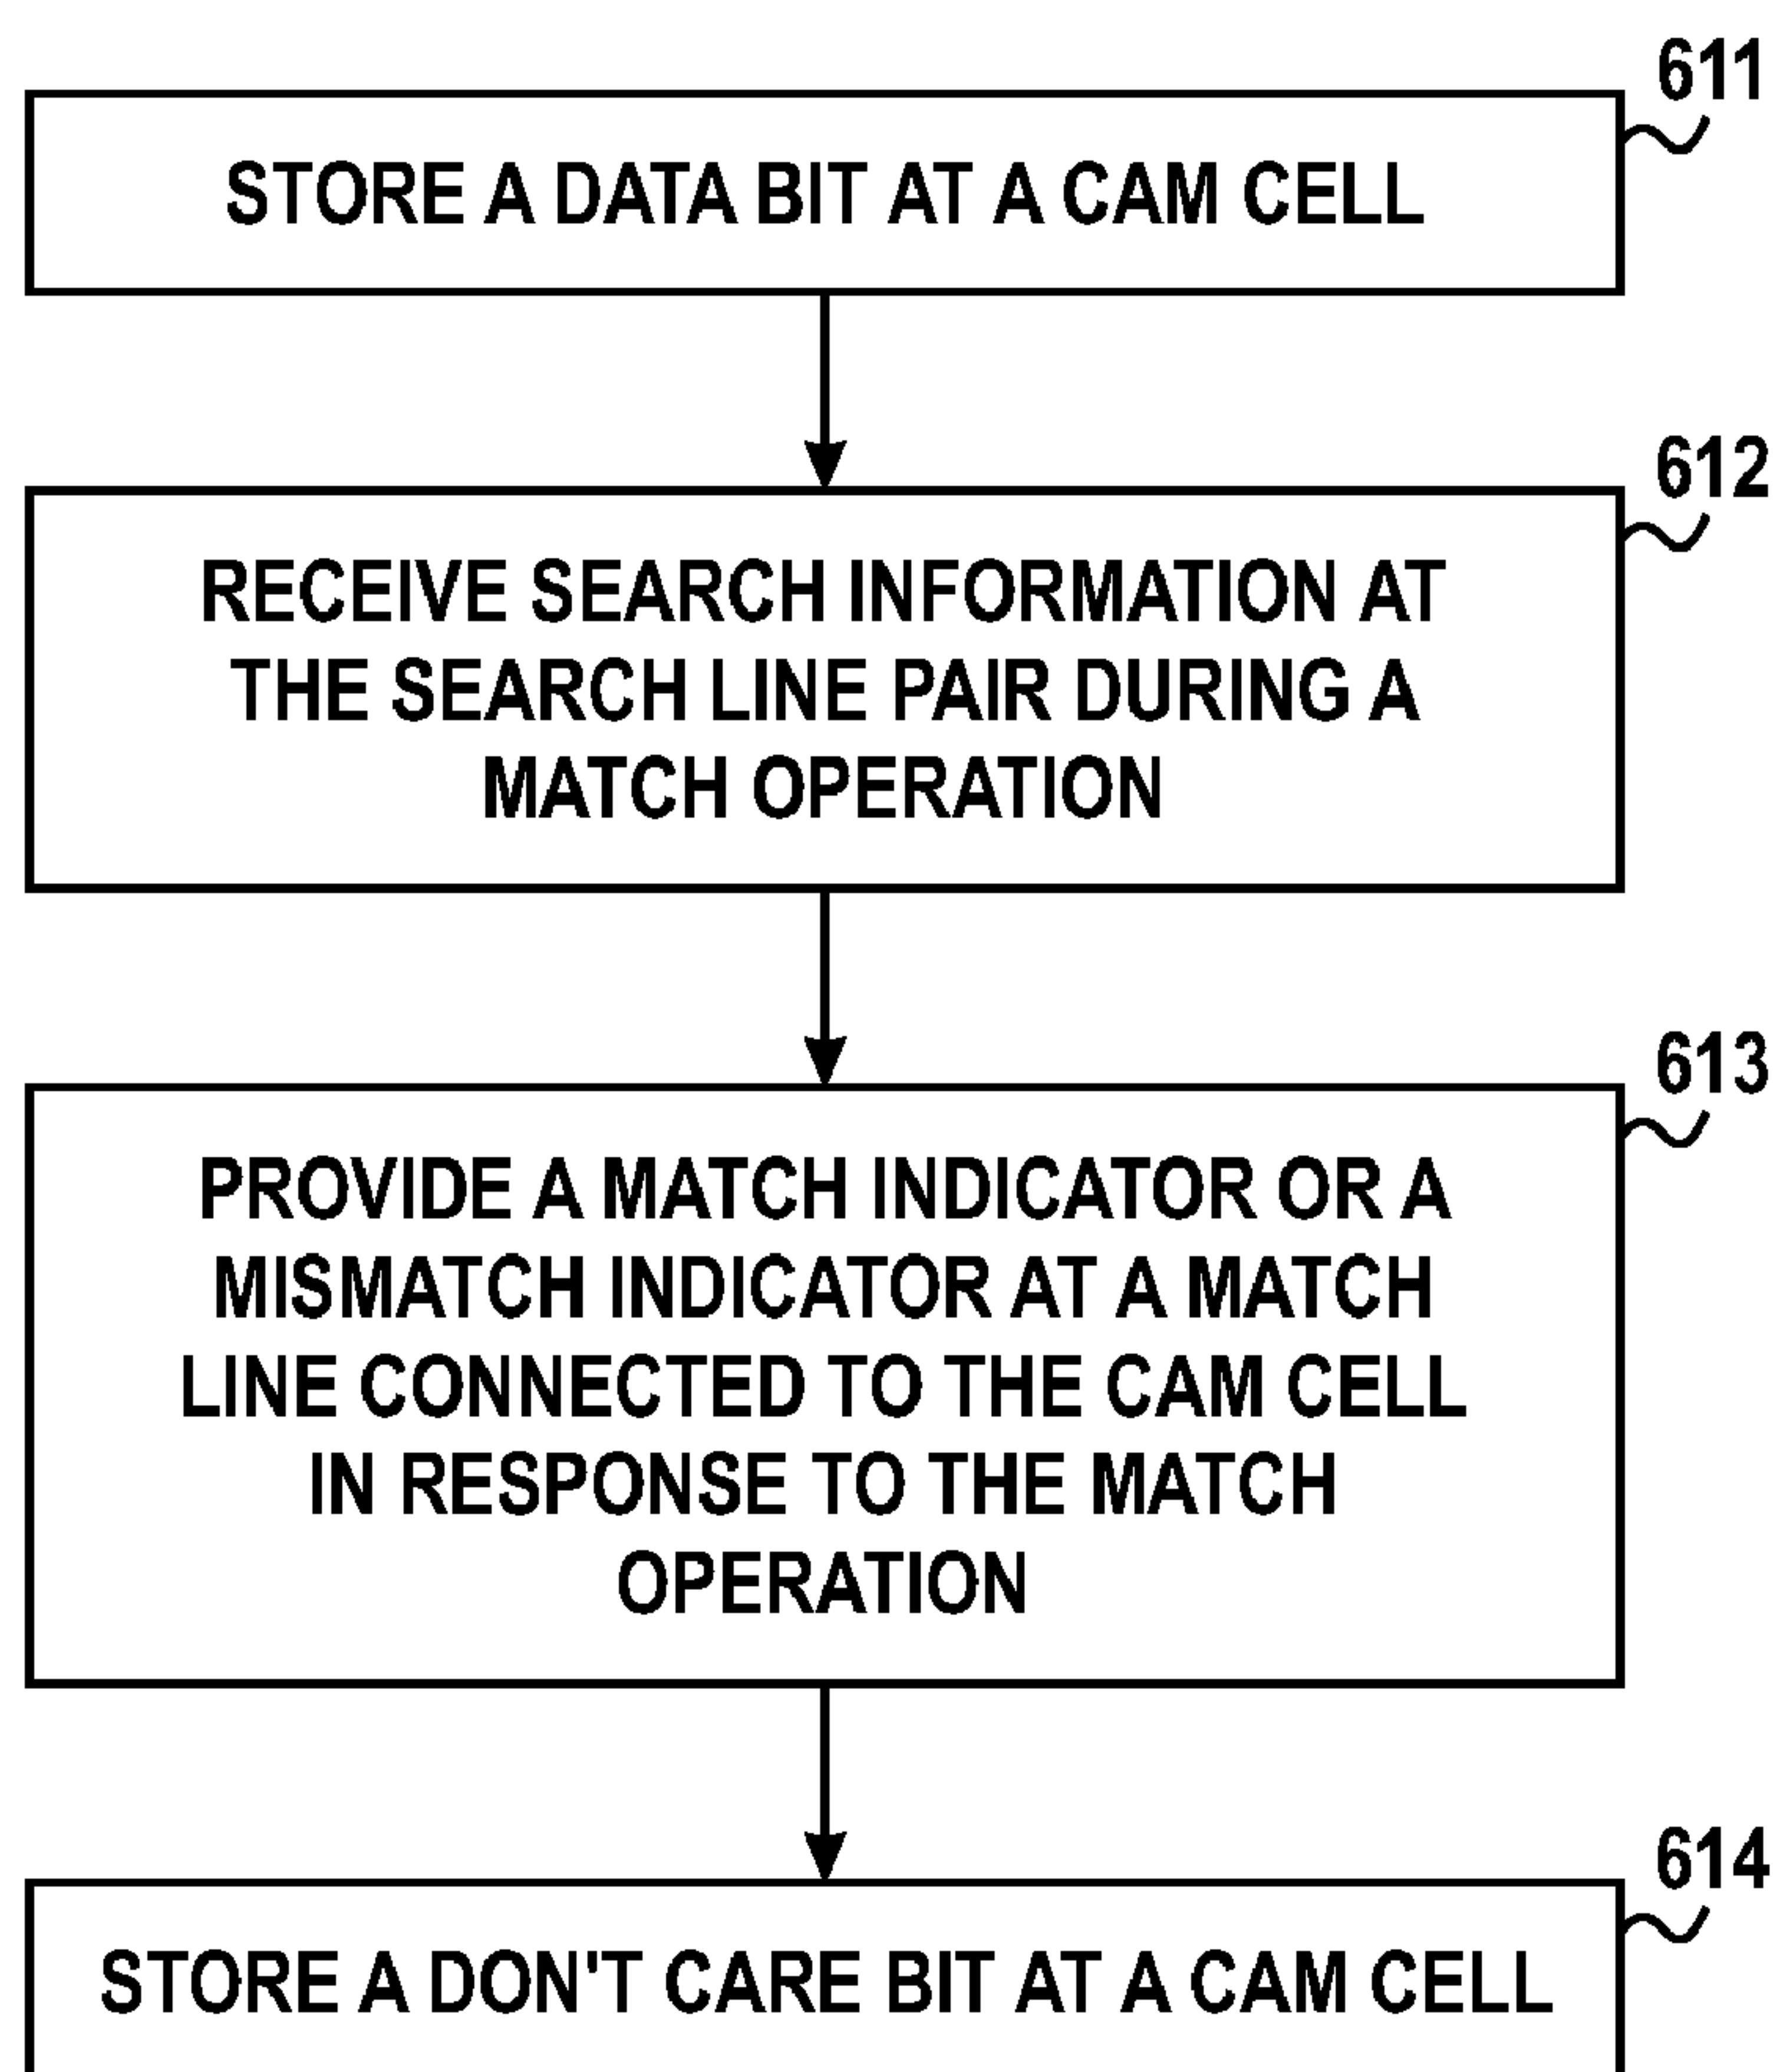 611
STORE A DATA BIT AT A CAM CELL
612
RECEIVE SEARCH INFORMATION AT
THE SEARCH LINE PAIR DURING A
MATCH OPERATION
613
PROVIDE A MATCH INDICATOR OR A
MISMATCH INDICATOR AT A MATCH
LINE CONNECTED TO THE CAM CELL
IN RESPONSE TO THE MATCH
OPERATION
614
STORE A DON'T CARE BIT AT A CAM CELL